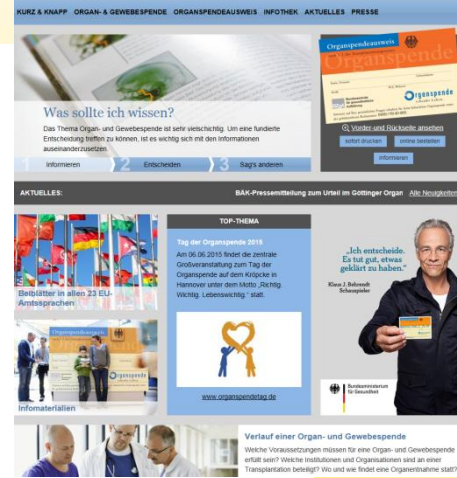 KURZ & KNAPP ORGAN- & GEWEBESPENDE ORGANSPENDEAUSWEIS INFOTHEK AKTUELLES PRESSE
Was sollte ich wissen?
Das Thema Organ- und Gewebespende ist sehr vielschichtig. Um eine fundierte
Entscheidung treffen zu können, ist es wichtig sich mit den Informationen
auseinanderzusetzen.
1 Informieren 2 Entscheiden 3 Sag's anderen
Organspendeausweis
Organspende
Organspende
Vorder-und Rückseite ansehen
sofort drucken online bestellen
informieren
AKTUELLES: BÄK-Pressemitteilung zum Urteil im Göttinger Organ Alle Neuigkeiten
Beiblätter in allen 23 EU-
Amtssprachen
Organspendeausweis
Organspende
Infomaterialien
TOP-THEMA
Tag der Organspende 2015
Am 06.06.2015 findet die zentrale
Großveranstaltung zum Tag der
Organspende auf dem Kröpcke in
Hannover unter dem Motto „Richtig.
Wichtig. Lebenswichtig.“ statt.
www.organspendetag.de
„Ich entscheide.
Es tut gut, etwas
geklärt zu haben.“
Klaus J. Behrendt
Schauspieler
Bundesministerium
für Gesundheit
Verlauf einer Organ- und Gewebespende
Welche Voraussetzungen müssen für eine Organ- und Gewebespende
erfüllt sein? Welche Institutionen und Organisationen sind an einer
Transplantation beteiligt? Wo und wie findet eine Organentnahme statt?